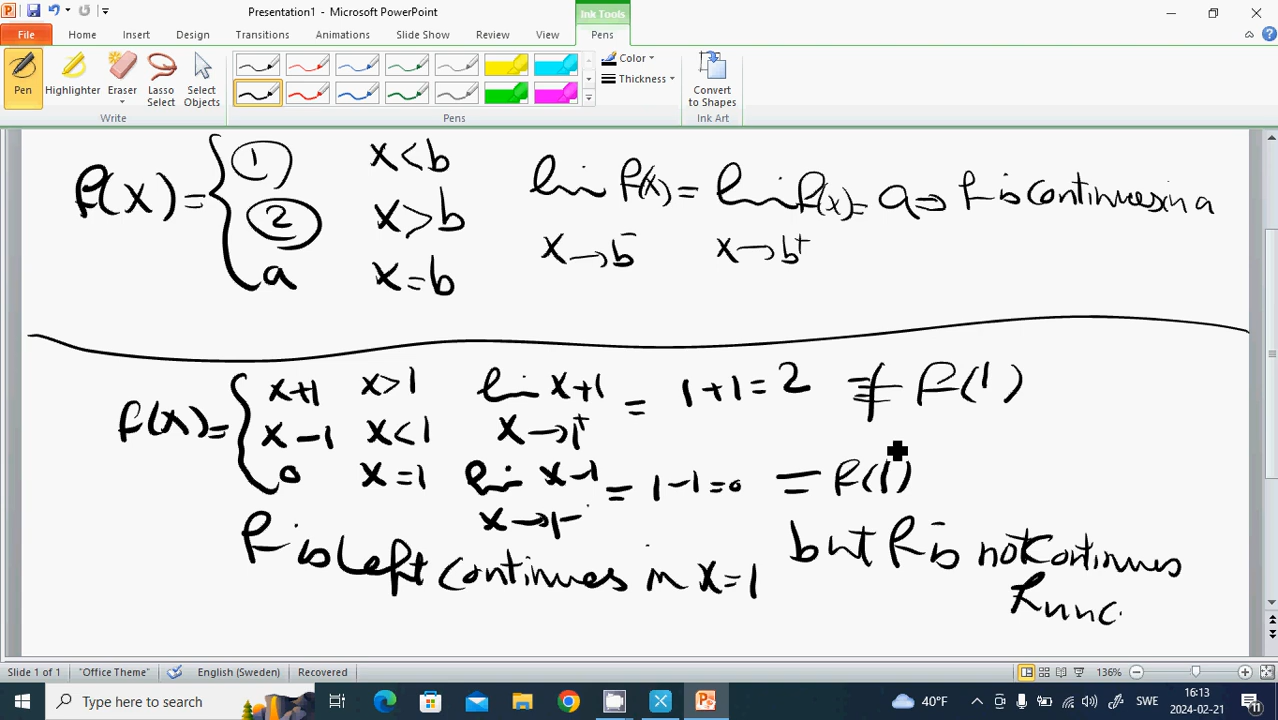 Presentation1 - Microsoft PowerPoint
Ink Tools
File Home Insert Design Transitions Animations Slide Show Review View Pens
Pen Highlighter Eraser Lasso Select Select Objects
Color
Thickness
Convert to Shapes
Write Pens Ink Art
f(x)= { 1 x<b
2 x>b
a x=b
lim f(x) = lim f(x) = a ⇒ f is continues in a
x→b⁻ x→b⁺
f(x)= { x+1 x>1 lim x+1 = 1+1=2 ≠ f(1)
x→1⁺
x-1 x<1
0 x=1 lim x-1 = 1-1=0 = f(1)
x→1⁻
f is left continues in x=1 but f is not continues
func
Slide 1 of 1 "Office Theme" English (Sweden) Recovered 136%
Type here to search 40°F SWE 16:13
2024-02-21
11